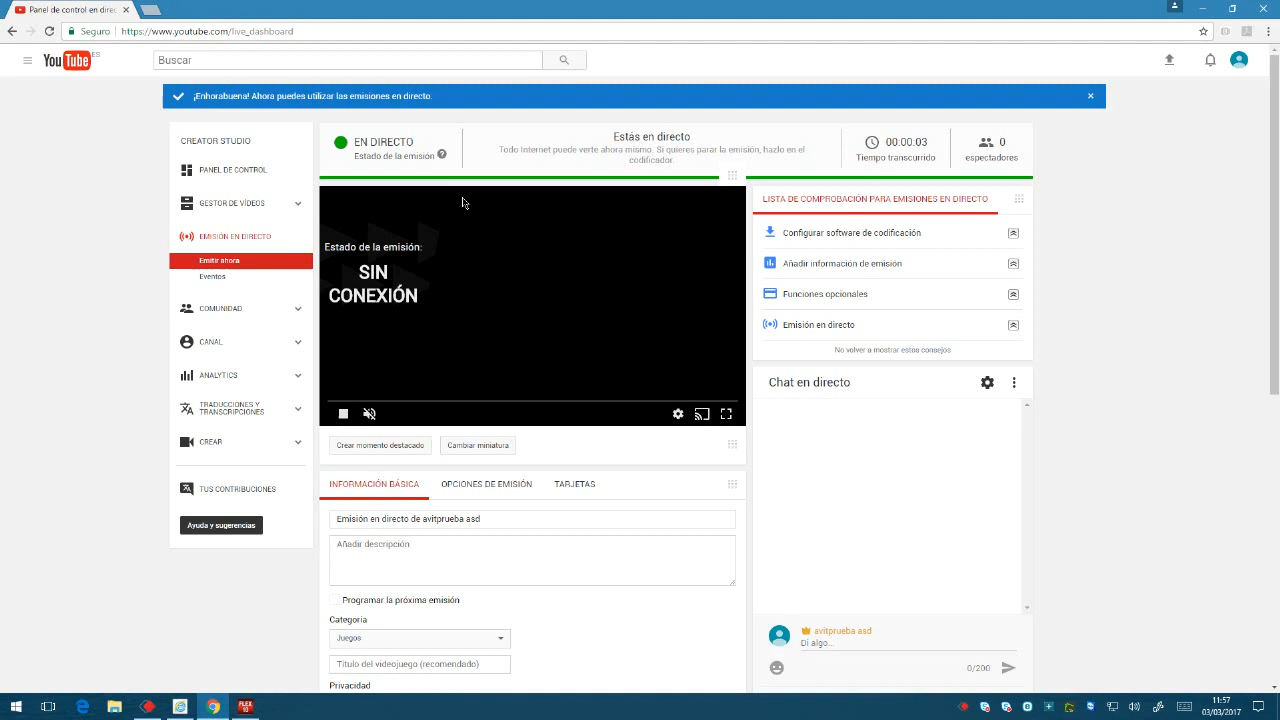 Panel de control en direc
Seguro
https://www.youtube.com/live_dashboard
YouTube ES
Buscar
¡Enhorabuena! Ahora puedes utilizar las emisiones en directo.
CREATOR STUDIO
PANEL DE CONTROL
GESTOR DE VÍDEOS
EMISIÓN EN DIRECTO
Emitir ahora
Eventos
COMUNIDAD
CANAL
ANALYTICS
TRADUCCIONES Y
TRANSCRIPCIONES
CREAR
TUS CONTRIBUCIONES
Ayuda y sugerencias
EN DIRECTO
Estado de la emisión ?
Estás en directo
Todo Internet puede verte ahora mismo. Si quieres parar la emisión, hazlo en el
codificador.
00:00:03
Tiempo transcurrido
0
espectadores
Estado de la emisión:
SIN
CONEXIÓN
Crear momento destacado
Cambiar miniatura
INFORMACIÓN BÁSICA
OPCIONES DE EMISIÓN
TARJETAS
Emisión en directo de avitprueba asd
Añadir descripción
Programar la próxima emisión
Categoría
Juegos
Título del videojuego (recomendado)
Privacidad
LISTA DE COMPROBACIÓN PARA EMISIONES EN DIRECTO
Configurar software de codificación
Añadir información de emisión
Funciones opcionales
Emisión en directo
No volver a mostrar estos consejos
Chat en directo
avitprueba asd
Di algo...
0/200
FLEX
10
11:57
03/03/2017